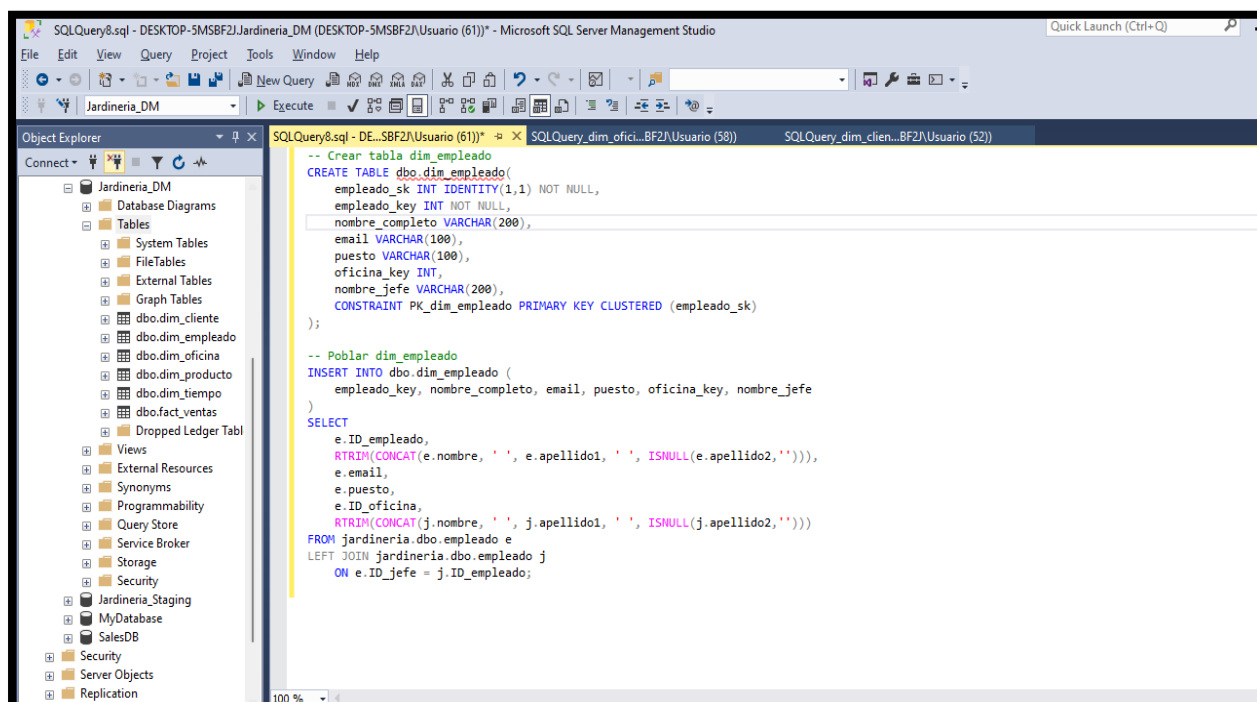 SQLQuery8.sql - DESKTOP-5MSBF2J.Jardineria_DM (DESKTOP-5MSBF2J\Usuario (61))* - Microsoft SQL Server Management Studio
Quick Launch (Ctrl+Q)
File Edit View Query Project Tools Window Help
New Query MDX DMX XMLA DAX
Jardineria_DM Execute
Object Explorer
SQLQuery8.sql - DE...SBF2J\Usuario (61))* SQLQuery_dim_ofici...BF2J\Usuario (58)) SQLQuery_dim_clien...BF2J\Usuario (52))
Connect
Jardineria_DM
Database Diagrams
Tables
System Tables
FileTables
External Tables
Graph Tables
dbo.dim_cliente
dbo.dim_empleado
dbo.dim_oficina
dbo.dim_producto
dbo.dim_tiempo
dbo.fact_ventas
Dropped Ledger Tabl
Views
External Resources
Synonyms
Programmability
Query Store
Service Broker
Storage
Security
Jardineria_Staging
MyDatabase
SalesDB
Security
Server Objects
Replication
-- Crear tabla dim_empleado
CREATE TABLE dbo.dim_empleado(
empleado_sk INT IDENTITY(1,1) NOT NULL,
empleado_key INT NOT NULL,
nombre_completo VARCHAR(200),
email VARCHAR(100),
puesto VARCHAR(100),
oficina_key INT,
nombre_jefe VARCHAR(200),
CONSTRAINT PK_dim_empleado PRIMARY KEY CLUSTERED (empleado_sk)
);
-- Poblar dim_empleado
INSERT INTO dbo.dim_empleado (
empleado_key, nombre_completo, email, puesto, oficina_key, nombre_jefe
)
SELECT
e.ID_empleado,
RTRIM(CONCAT(e.nombre, ' ', e.apellido1, ' ', ISNULL(e.apellido2,''))),
e.email,
e.puesto,
e.ID_oficina,
RTRIM(CONCAT(j.nombre, ' ', j.apellido1, ' ', ISNULL(j.apellido2,'')))
FROM jardineria.dbo.empleado e
LEFT JOIN jardineria.dbo.empleado j
ON e.ID_jefe = j.ID_empleado;
100 %